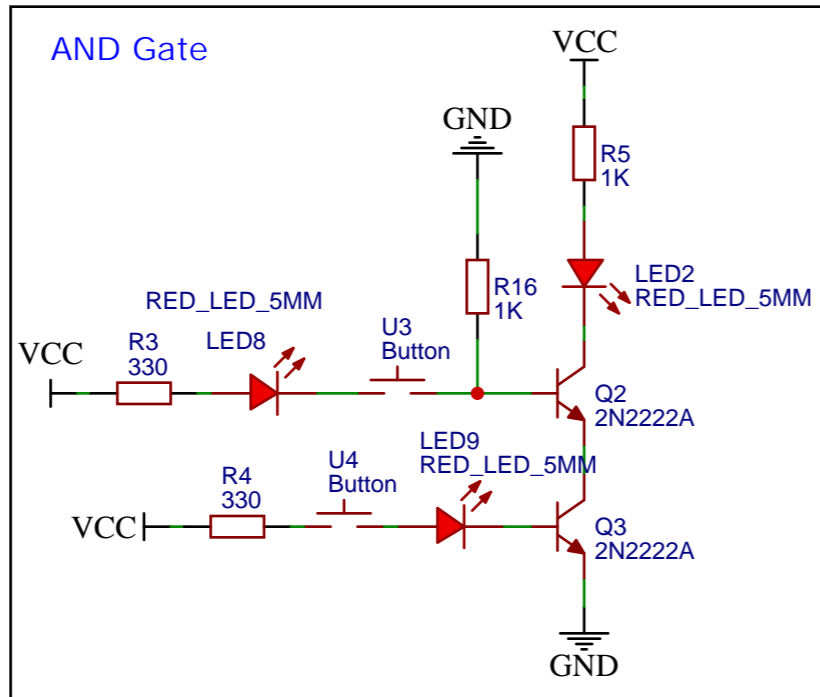 AND Gate
VCC
GND
R5
1K
LED2
RED_LED_5MM
R16
1K
RED_LED_5MM
LED8
U3
Button
R3
330
VCC
Q2
2N2222A
LED9
RED_LED_5MM
U4
Button
R4
330
VCC
Q3
2N2222A
GND